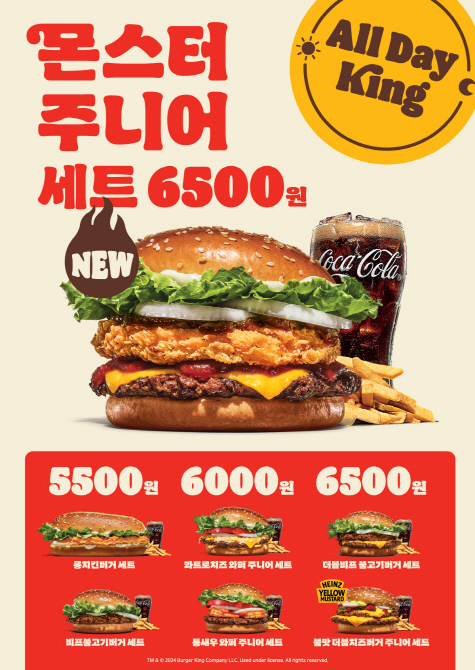 몬스터
주니어
세트 6500원
All Day
King
NEW
Coca-Cola
5500원 6000원 6500원
롱치킨버거 세트 콰트로치즈 와퍼 주니어 세트 더블비프 불고기버거 세트
HEINZ
YELLOW
MUSTARD
비프불고기버거 세트 통새우 와퍼 주니어 세트 불맛 더블치즈버거 주니어 세트
TM & © 2024 Burger King Company LLC. Used under license. All rights reserved.